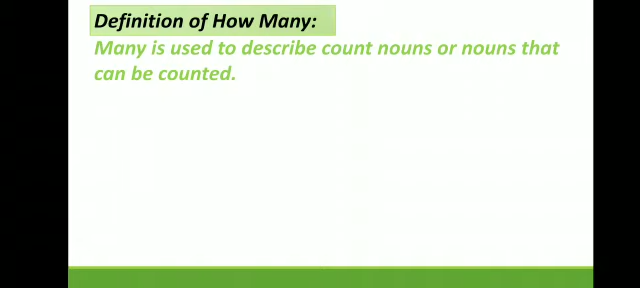 Definition of How Many:
Many is used to describe count nouns or nouns that
can be counted.